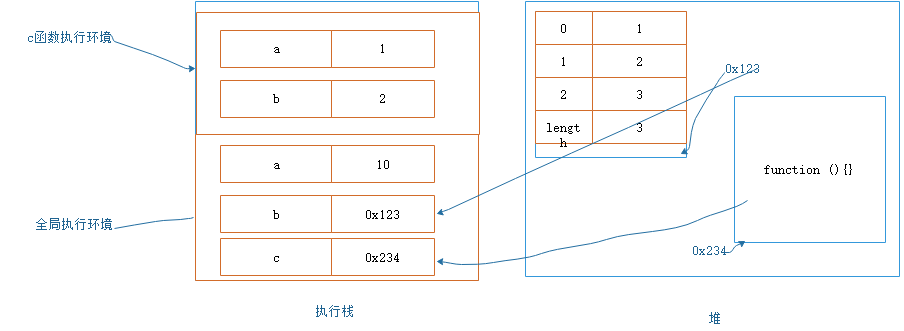 c函数执行环境
a 1
b 2
全局执行环境
a 10
b 0x123
c 0x234
执行栈
0 1
1 2
2 3
lengt
h 3
0x123
function (){}
0x234
堆